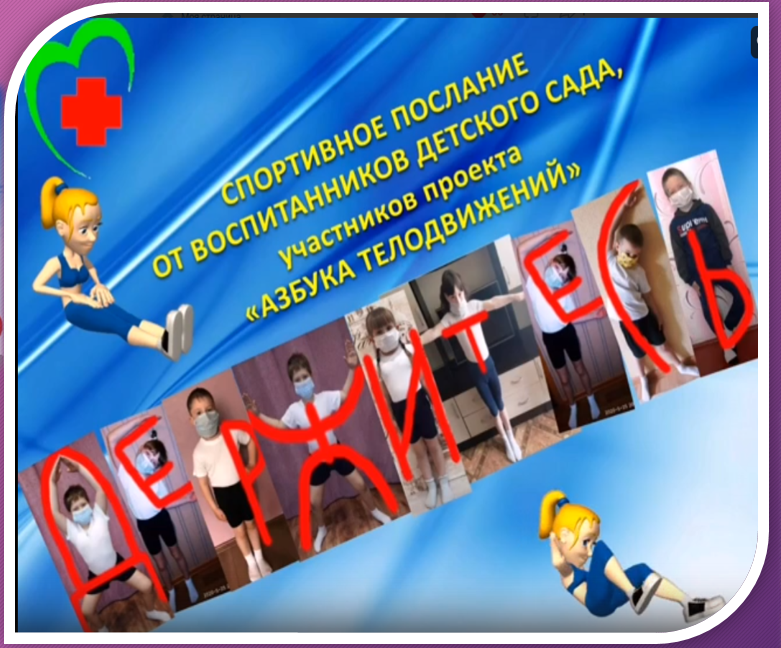 СПОРТИВНОЕ ПОСЛАНИЕ
ОТ ВОСПИТАННИКОВ ДЕТСКОГО САДА,
участников проекта
«АЗБУКА ТЕЛОДВИЖЕНИЙ»
ДЕРЖИТЕСЬ